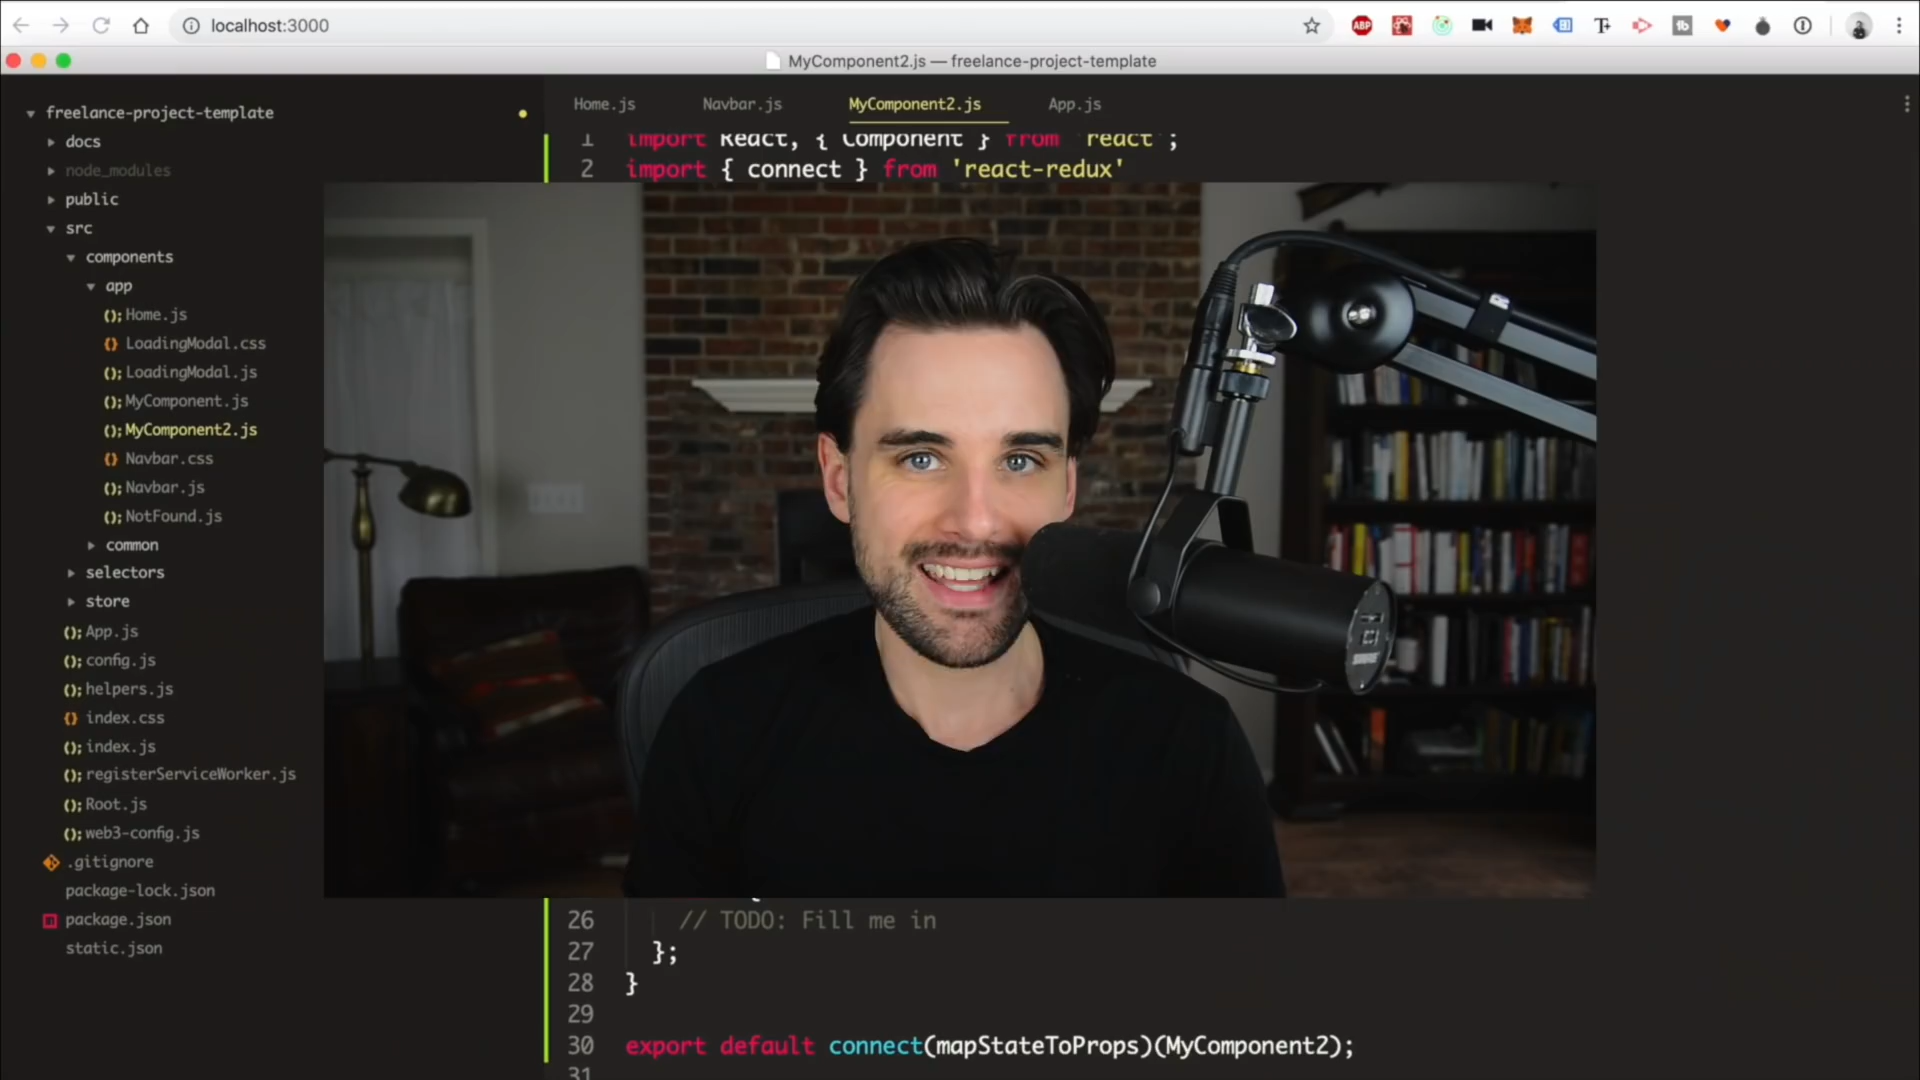 localhost:3000
MyComponent2.js — freelance-project-template
freelance-project-template
docs
node_modules
public
src
components
app
Home.js
LoadingModal.css
LoadingModal.js
MyComponent.js
MyComponent2.js
Navbar.css
Navbar.js
NotFound.js
common
selectors
store
App.js
config.js
helpers.js
index.css
index.js
registerServiceWorker.js
Root.js
web3-config.js
.gitignore
package-lock.json
package.json
static.json
Home.js Navbar.js MyComponent2.js App.js
1 import React, { Component } from 'react';
2 import { connect } from 'react-redux'
26 // TODO: Fill me in
27 };
28 }
29
30 export default connect(mapStateToProps)(MyComponent2);
31
ABP